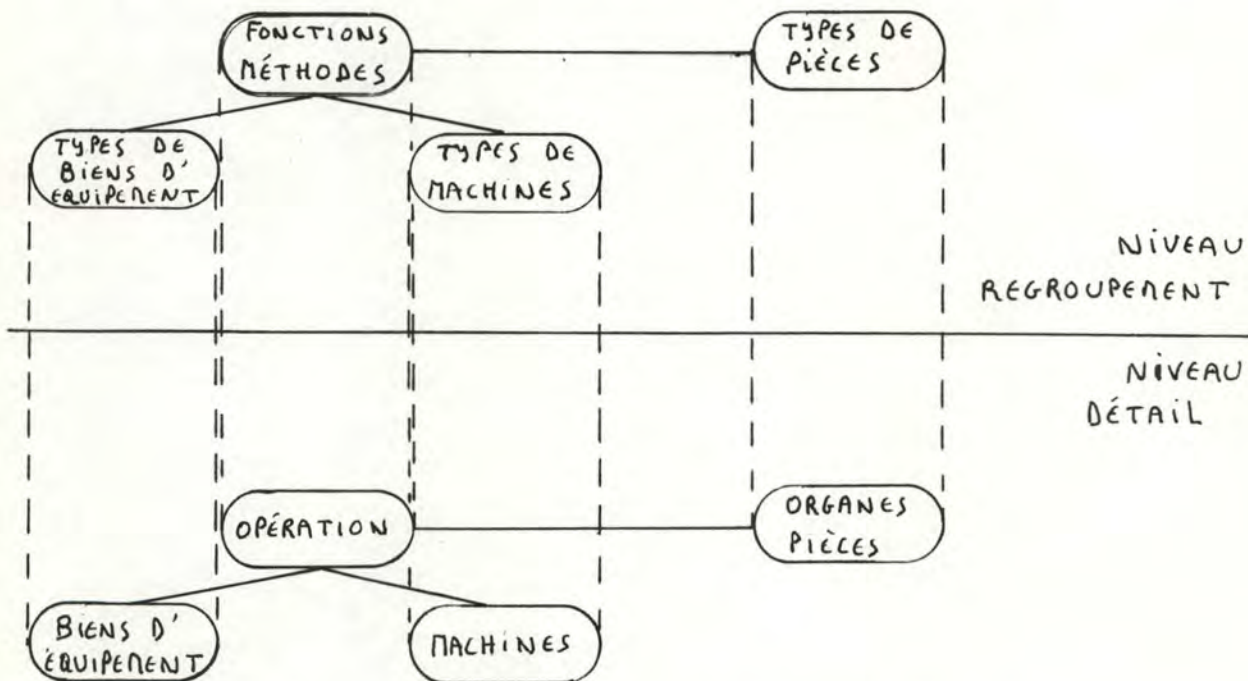 FONCTIONS
MÉTHODES
TYPES DE
PIÈCES
TYPES DE
BIENS D'
EQUIPEMENT
TYPES DE
MACHINES
NIVEAU
REGROUPEMENT
NIVEAU
DÉTAIL
OPÉRATION
ORGANES
PIÈCES
BIENS D'
ÉQUIPEMENT
MACHINES